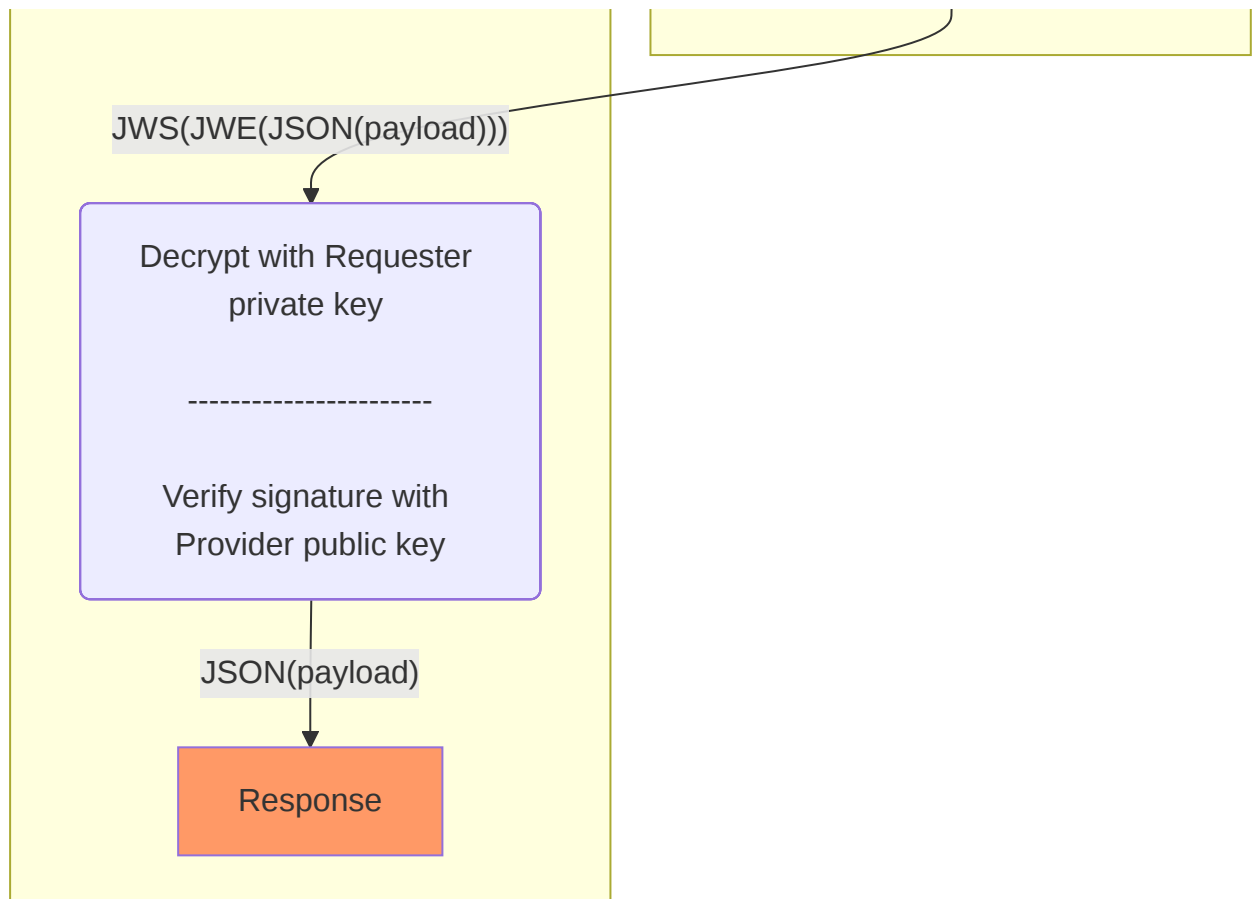 JWS(JWE(JSON(payload)))
Decrypt with Requester
private key
-----------------------
Verify signature with
Provider public key
JSON(payload)
Response